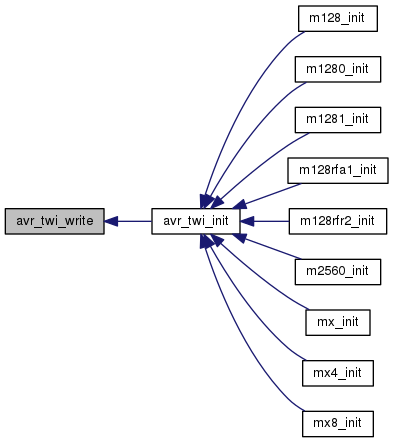 m128_init
m1280_init
m1281_init
m128rfa1_init
avr_twi_write
avr_twi_init
m128rfr2_init
m2560_init
mx_init
mx4_init
mx8_init